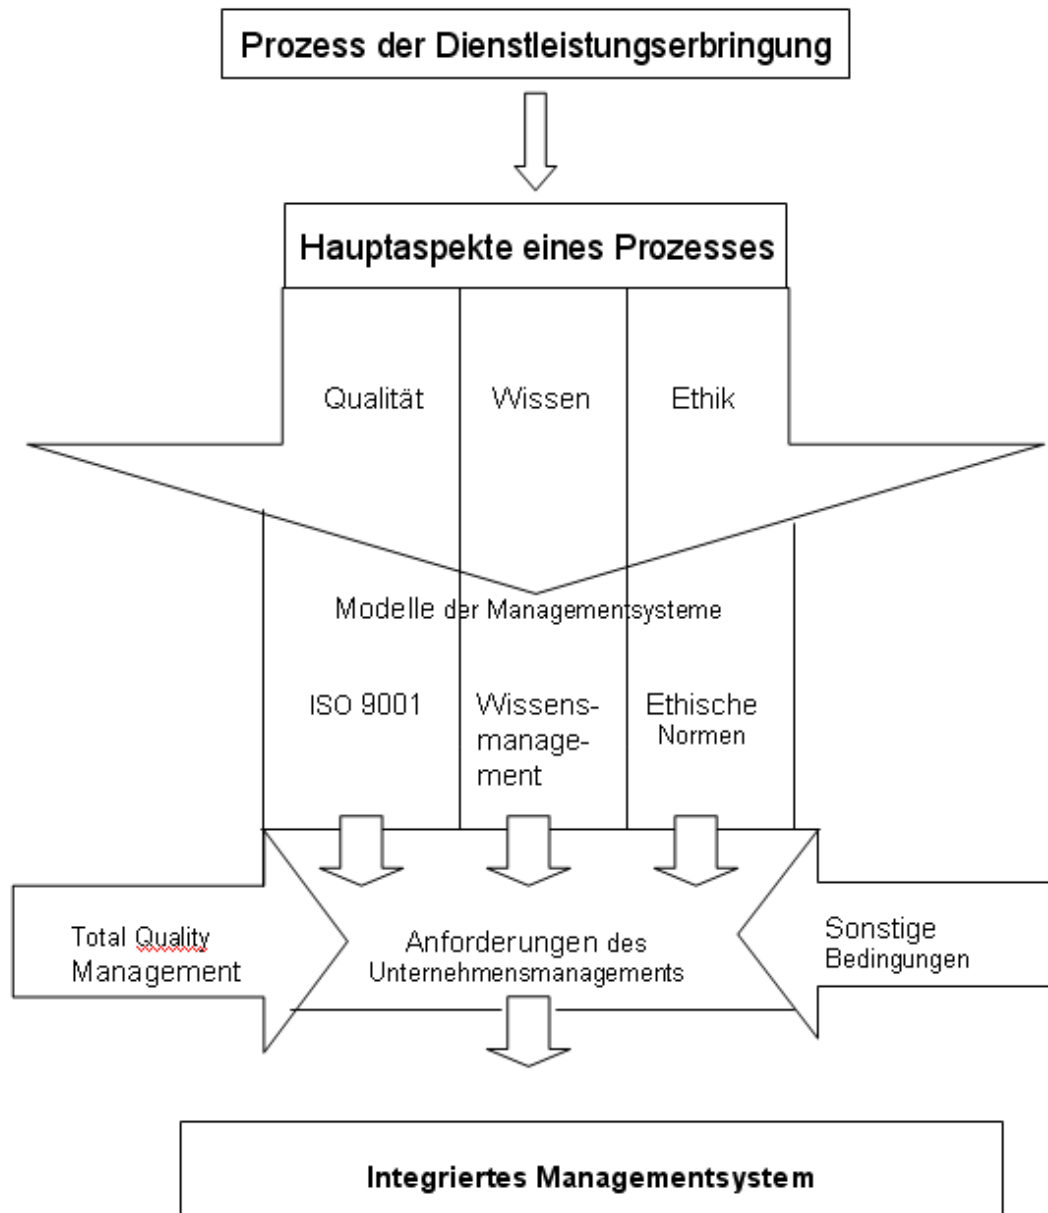 Prozess der Dienstleistungserbringung
Hauptaspekte eines Prozesses
Qualität
Wissen
Ethik
Modelle der Managementsysteme
ISO 9001
Wissens-
manage-
ment
Ethische
Normen
Total Quality
Management
Anforderungen des
Unternehmensmanagements
Sonstige
Bedingungen
Integriertes Managementsystem